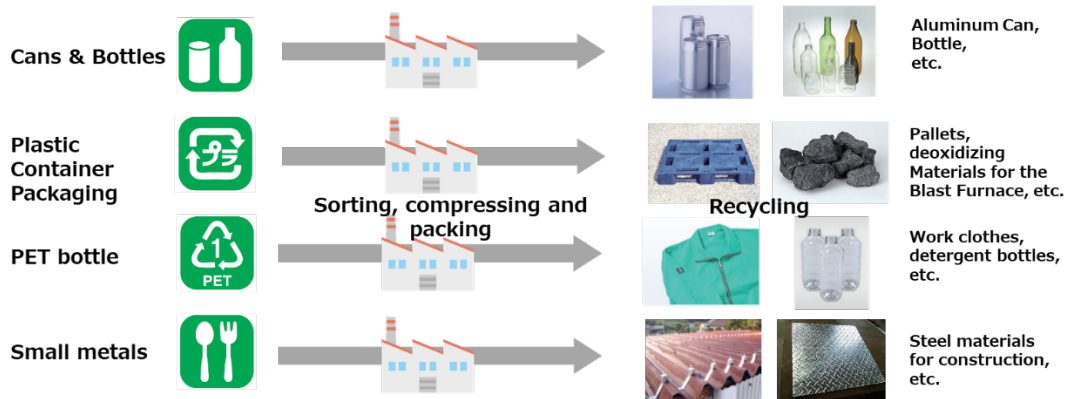 Cans & Bottles
Aluminum Can,
Bottle,
etc.
Plastic
Container
Packaging
プラ
Pallets,
deoxidizing
Materials for the
Blast Furnace, etc.
Sorting, compressing and
packing
Recycling
PET bottle
1
PET
Work clothes,
detergent bottles,
etc.
Small metals
Steel materials
for construction,
etc.